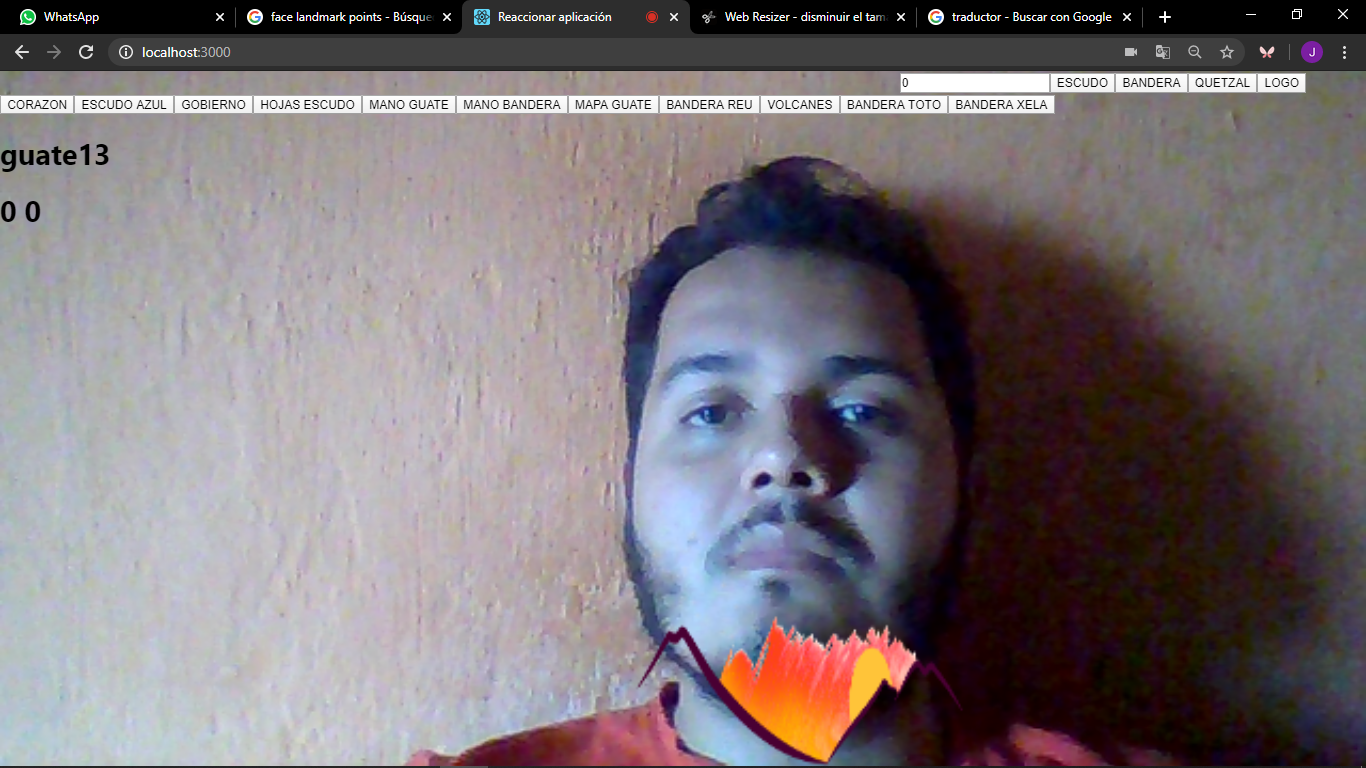 WhatsApp
face landmark points - Búsque
Reaccionar aplicación
Web Resizer - disminuir el tam
traductor - Buscar con Google
localhost:3000
J
0 ESCUDO BANDERA QUETZAL LOGO
CORAZON ESCUDO AZUL GOBIERNO HOJAS ESCUDO MANO GUATE MANO BANDERA MAPA GUATE BANDERA REU VOLCANES BANDERA TOTO BANDERA XELA
guate13
0 0